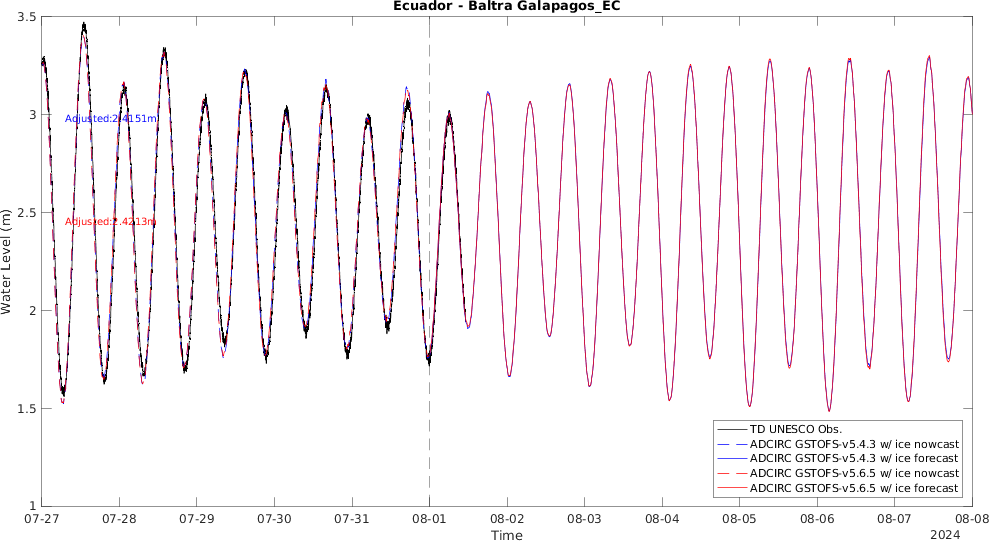 Ecuador - Baltra Galapagos_EC
3.5
3
2.5
2
1.5
1
Water Level (m)
Adjusted:2.4151m
Adjusted:2.4213m
TD UNESCO Obs.
ADCIRC GSTOFS-v5.4.3 w/ ice nowcast
ADCIRC GSTOFS-v5.4.3 w/ ice forecast
ADCIRC GSTOFS-v5.6.5 w/ ice nowcast
ADCIRC GSTOFS-v5.6.5 w/ ice forecast
07-27 07-28 07-29 07-30 07-31 08-01 08-02 08-03 08-04 08-05 08-06 08-07 08-08
Time
2024